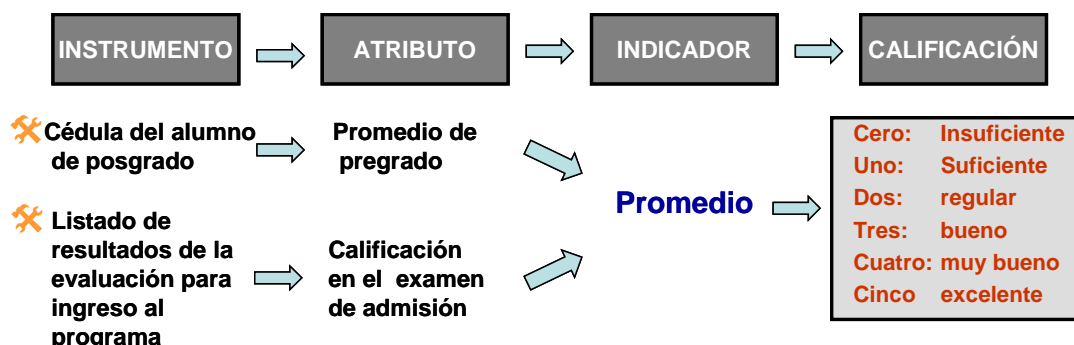 INSTRUMENTO
ATRIBUTO
INDICADOR
CALIFICACIÓN
Cédula del alumno
de posgrado
Promedio de
pregrado
Listado de
resultados de la
evaluación para
ingreso al
programa
Calificación
en el examen
de admisión
Promedio
Cero: Insuficiente
Uno: Suficiente
Dos: regular
Tres: bueno
Cuatro: muy bueno
Cinco excelente